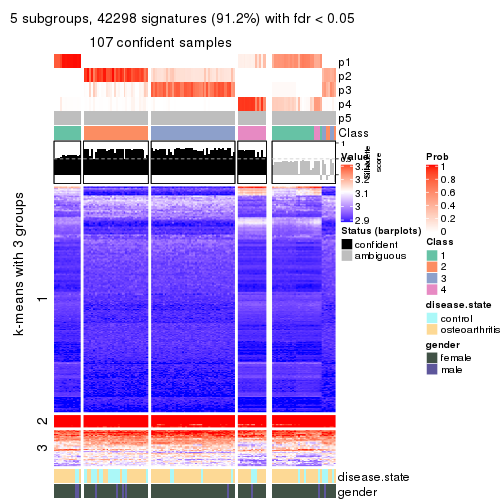 5 subgroups, 42298 signatures (91.2%) with fdr < 0.05
107 confident samples
p1
p2
p3
p4
p5
Class
1
Silhouette
score
k-means with 3 groups
1
2
3
disease.state
gender
Value
3.1
3
2.9
Status (barplots)
confident
ambiguous
Prob
1
0.8
0.6
0.4
0.2
0
Class
1
2
3
4
disease.state
control
osteoarthritis
gender
female
male